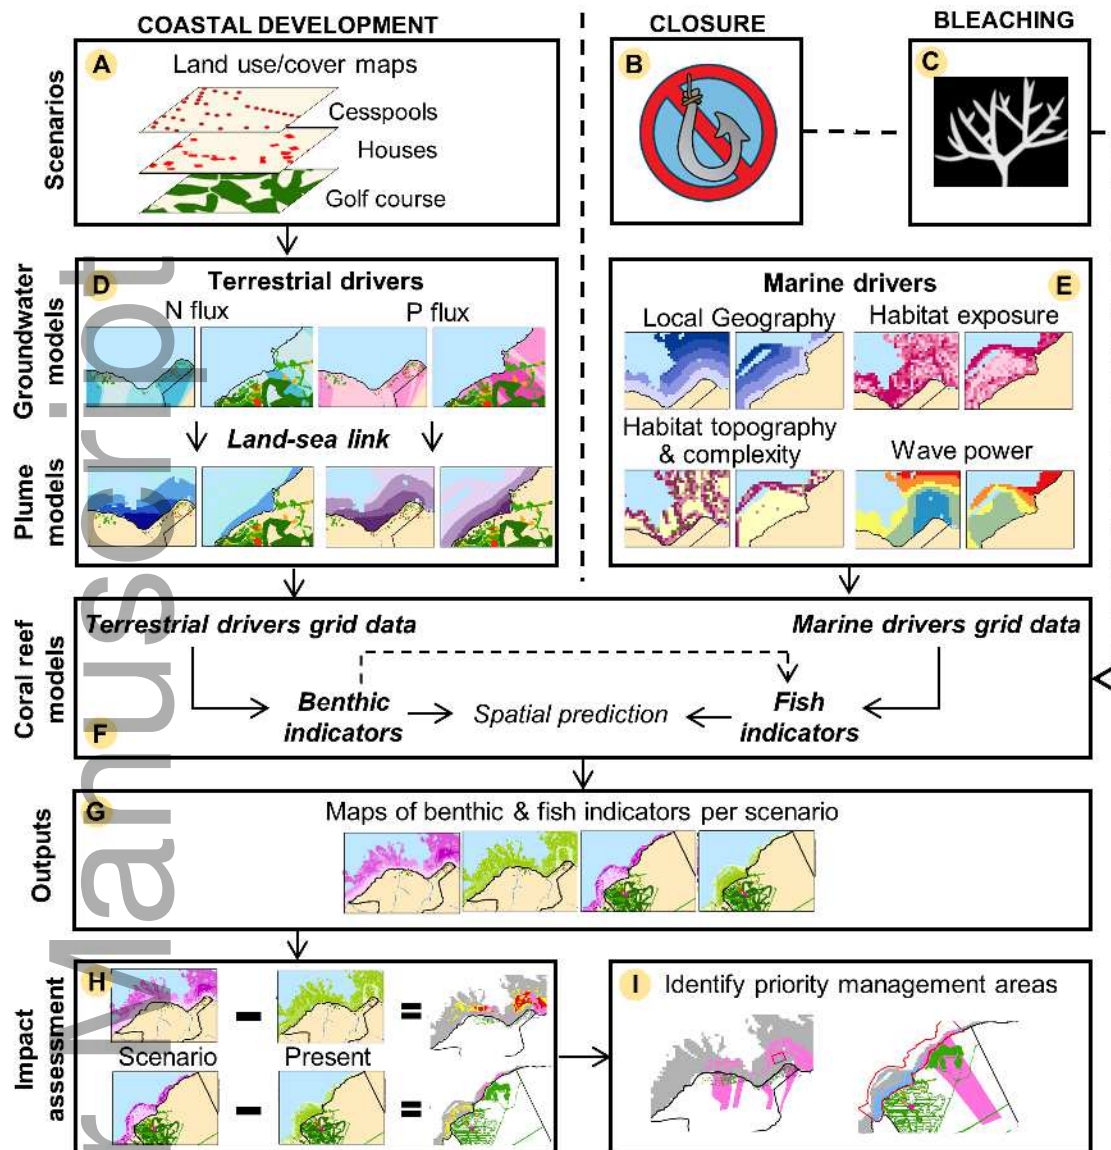 COASTAL DEVELOPMENT
CLOSURE
BLEACHING
Scenarios
A
Land use/cover maps
Cesspools
Houses
Golf course
B
C
Groundwater
models
Plume
models
D
Terrestrial drivers
N flux
P flux
Land-sea link
Marine drivers
E
Local Geography
Habitat exposure
Habitat topography
& complexity
Wave power
Coral reef
models
Terrestrial drivers grid data
Marine drivers grid data
Benthic
indicators
Spatial prediction
Fish
indicators
F
Outputs
G
Maps of benthic & fish indicators per scenario
Impact
assessment
H
Scenario
Present
I
Identify priority management areas
r Manuscript